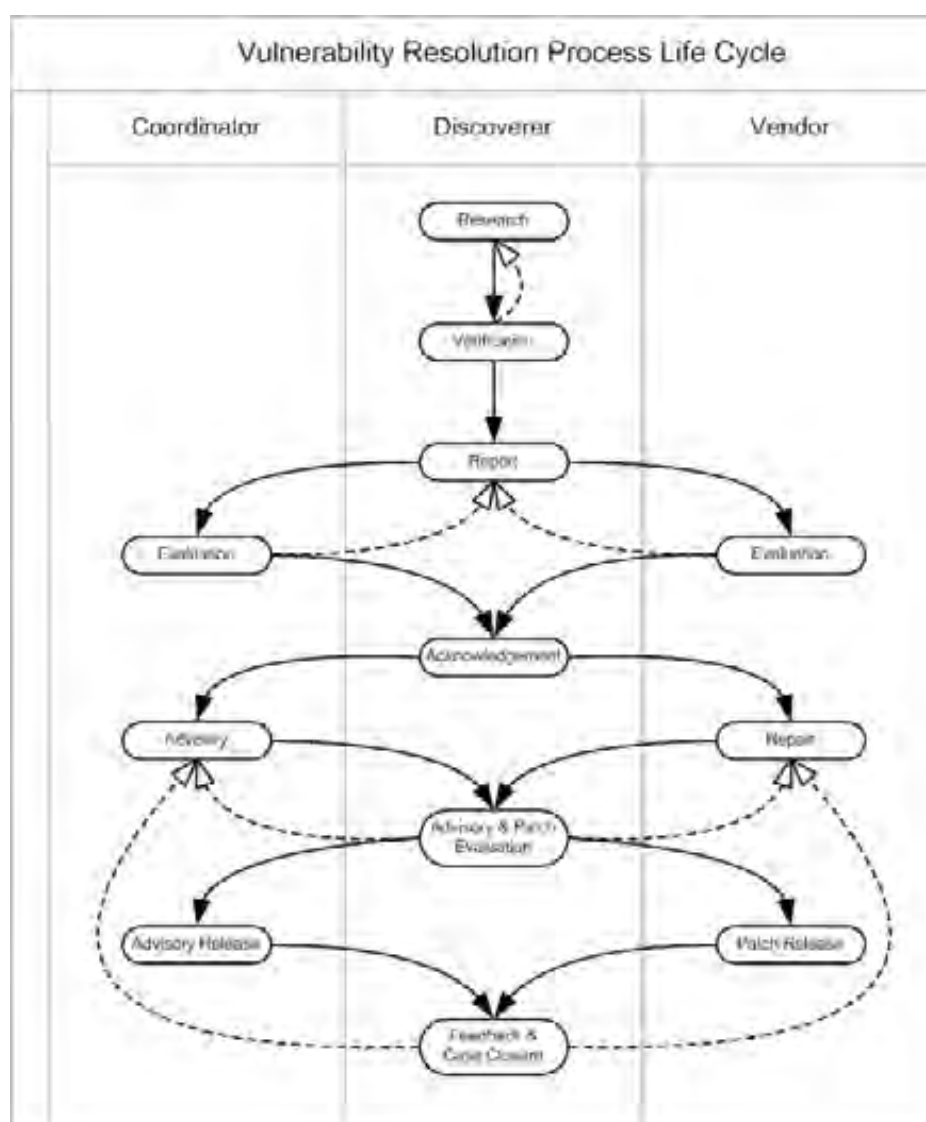 Vulnerability Resolution Process Life Cycle
Coordinator
Discoverer
Vendor
Research
Verification
Report
Evaluation
Evaluation
Acknowledgement
Advisory
Repair
Advisory & Patch
Evaluation
Advisory Release
Patch Release
Feedback &
Case Closure